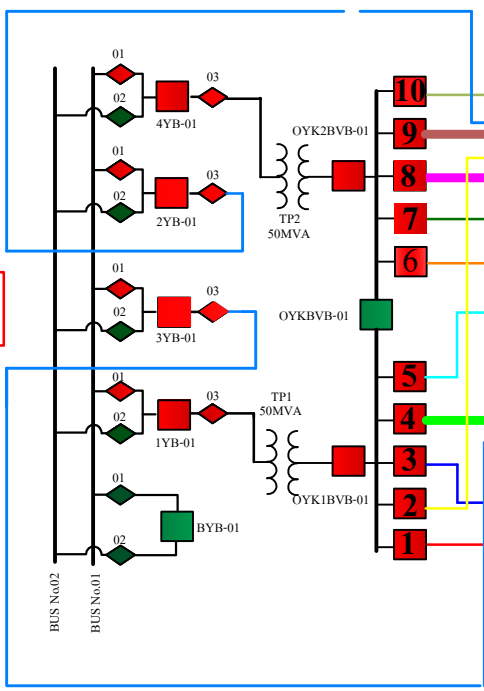 01
02
03
4YB-01
01
02
03
2YB-01
01
02
03
3YB-01
01
02
03
1YB-01
01
02
BYB-01
BUS No.02
BUS No.01
TP2
50MVA
TP1
50MVA
OYK2BVB-01
OYKBVB-01
OYK1BVB-01
10
9
8
7
6
5
4
3
2
1